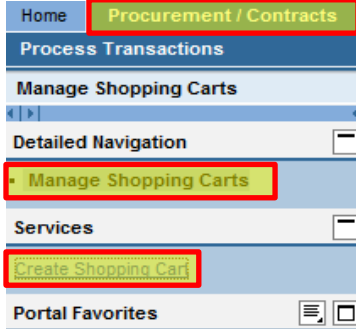 Home Procurement / Contracts
Process Transactions
Manage Shopping Carts
Detailed Navigation
Manage Shopping Carts
Services
Create Shopping Cart
Portal Favorites